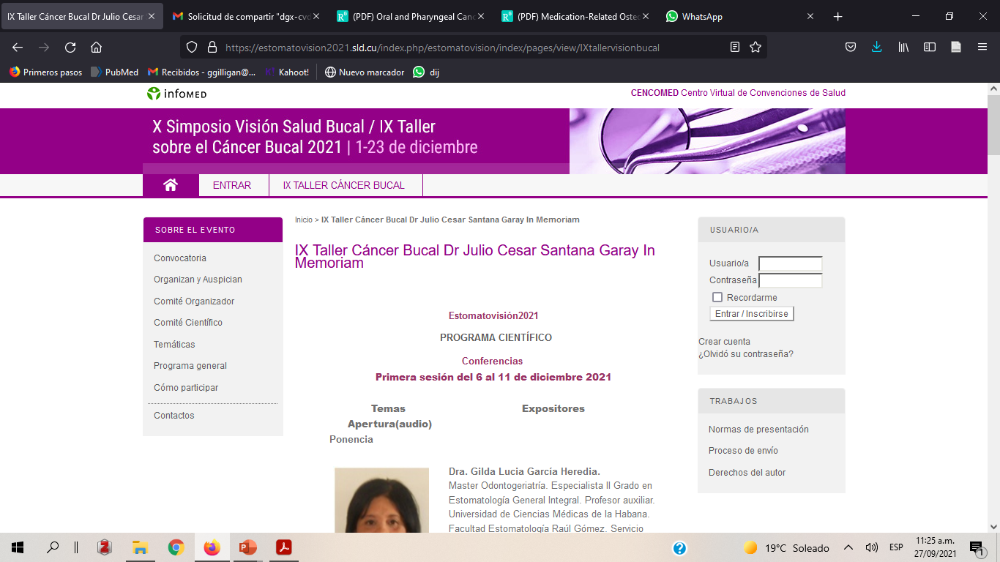 IX Taller Cáncer Bucal Dr Julio Cesar
Solicitud de compartir "dgx-cvd
(PDF) Oral and Pharyngeal Canc
(PDF) Medication-Related Osteo
WhatsApp
https://estomatovision2021.sld.cu/index.php/estomatovision/index/pages/view/IXtallervisionbucal
Primeros pasos
PubMed
Recibidos - ggilligan@...
Kahoot!
Nuevo marcador
dij
infomed
CENCOMED Centro Virtual de Convenciones de Salud
X Simposio Visión Salud Bucal / IX Taller
sobre el Cáncer Bucal 2021 | 1-23 de diciembre
ENTRAR
IX TALLER CÁNCER BUCAL
SOBRE EL EVENTO
Convocatoria
Organizan y Auspician
Comité Organizador
Comité Científico
Temáticas
Programa general
Cómo participar
Contactos
Inicio > IX Taller Cáncer Bucal Dr Julio Cesar Santana Garay In Memoriam
IX Taller Cáncer Bucal Dr Julio Cesar Santana Garay In
Memoriam
Estomatovisión2021
PROGRAMA CIENTÍFICO
Conferencias
Primera sesión del 6 al 11 de diciembre 2021
Temas
Expositores
Apertura(audio)
Ponencia
Dra. Gilda Lucia García Heredia.
Master Odontogeriatría. Especialista II Grado en
Estomatología General Integral. Profesor auxiliar.
Universidad de Ciencias Médicas de la Habana.
Facultad Estomatología Raúl Gómez. Servicio
USUARIO/A
Usuario/a
Contraseña
Recordarme
Entrar / Inscribirse
Crear cuenta
¿Olvidó su contraseña?
TRABAJOS
Normas de presentación
Proceso de envío
Derechos del autor
19°C Soleado
ESP
11:25 a.m.
27/09/2021
1